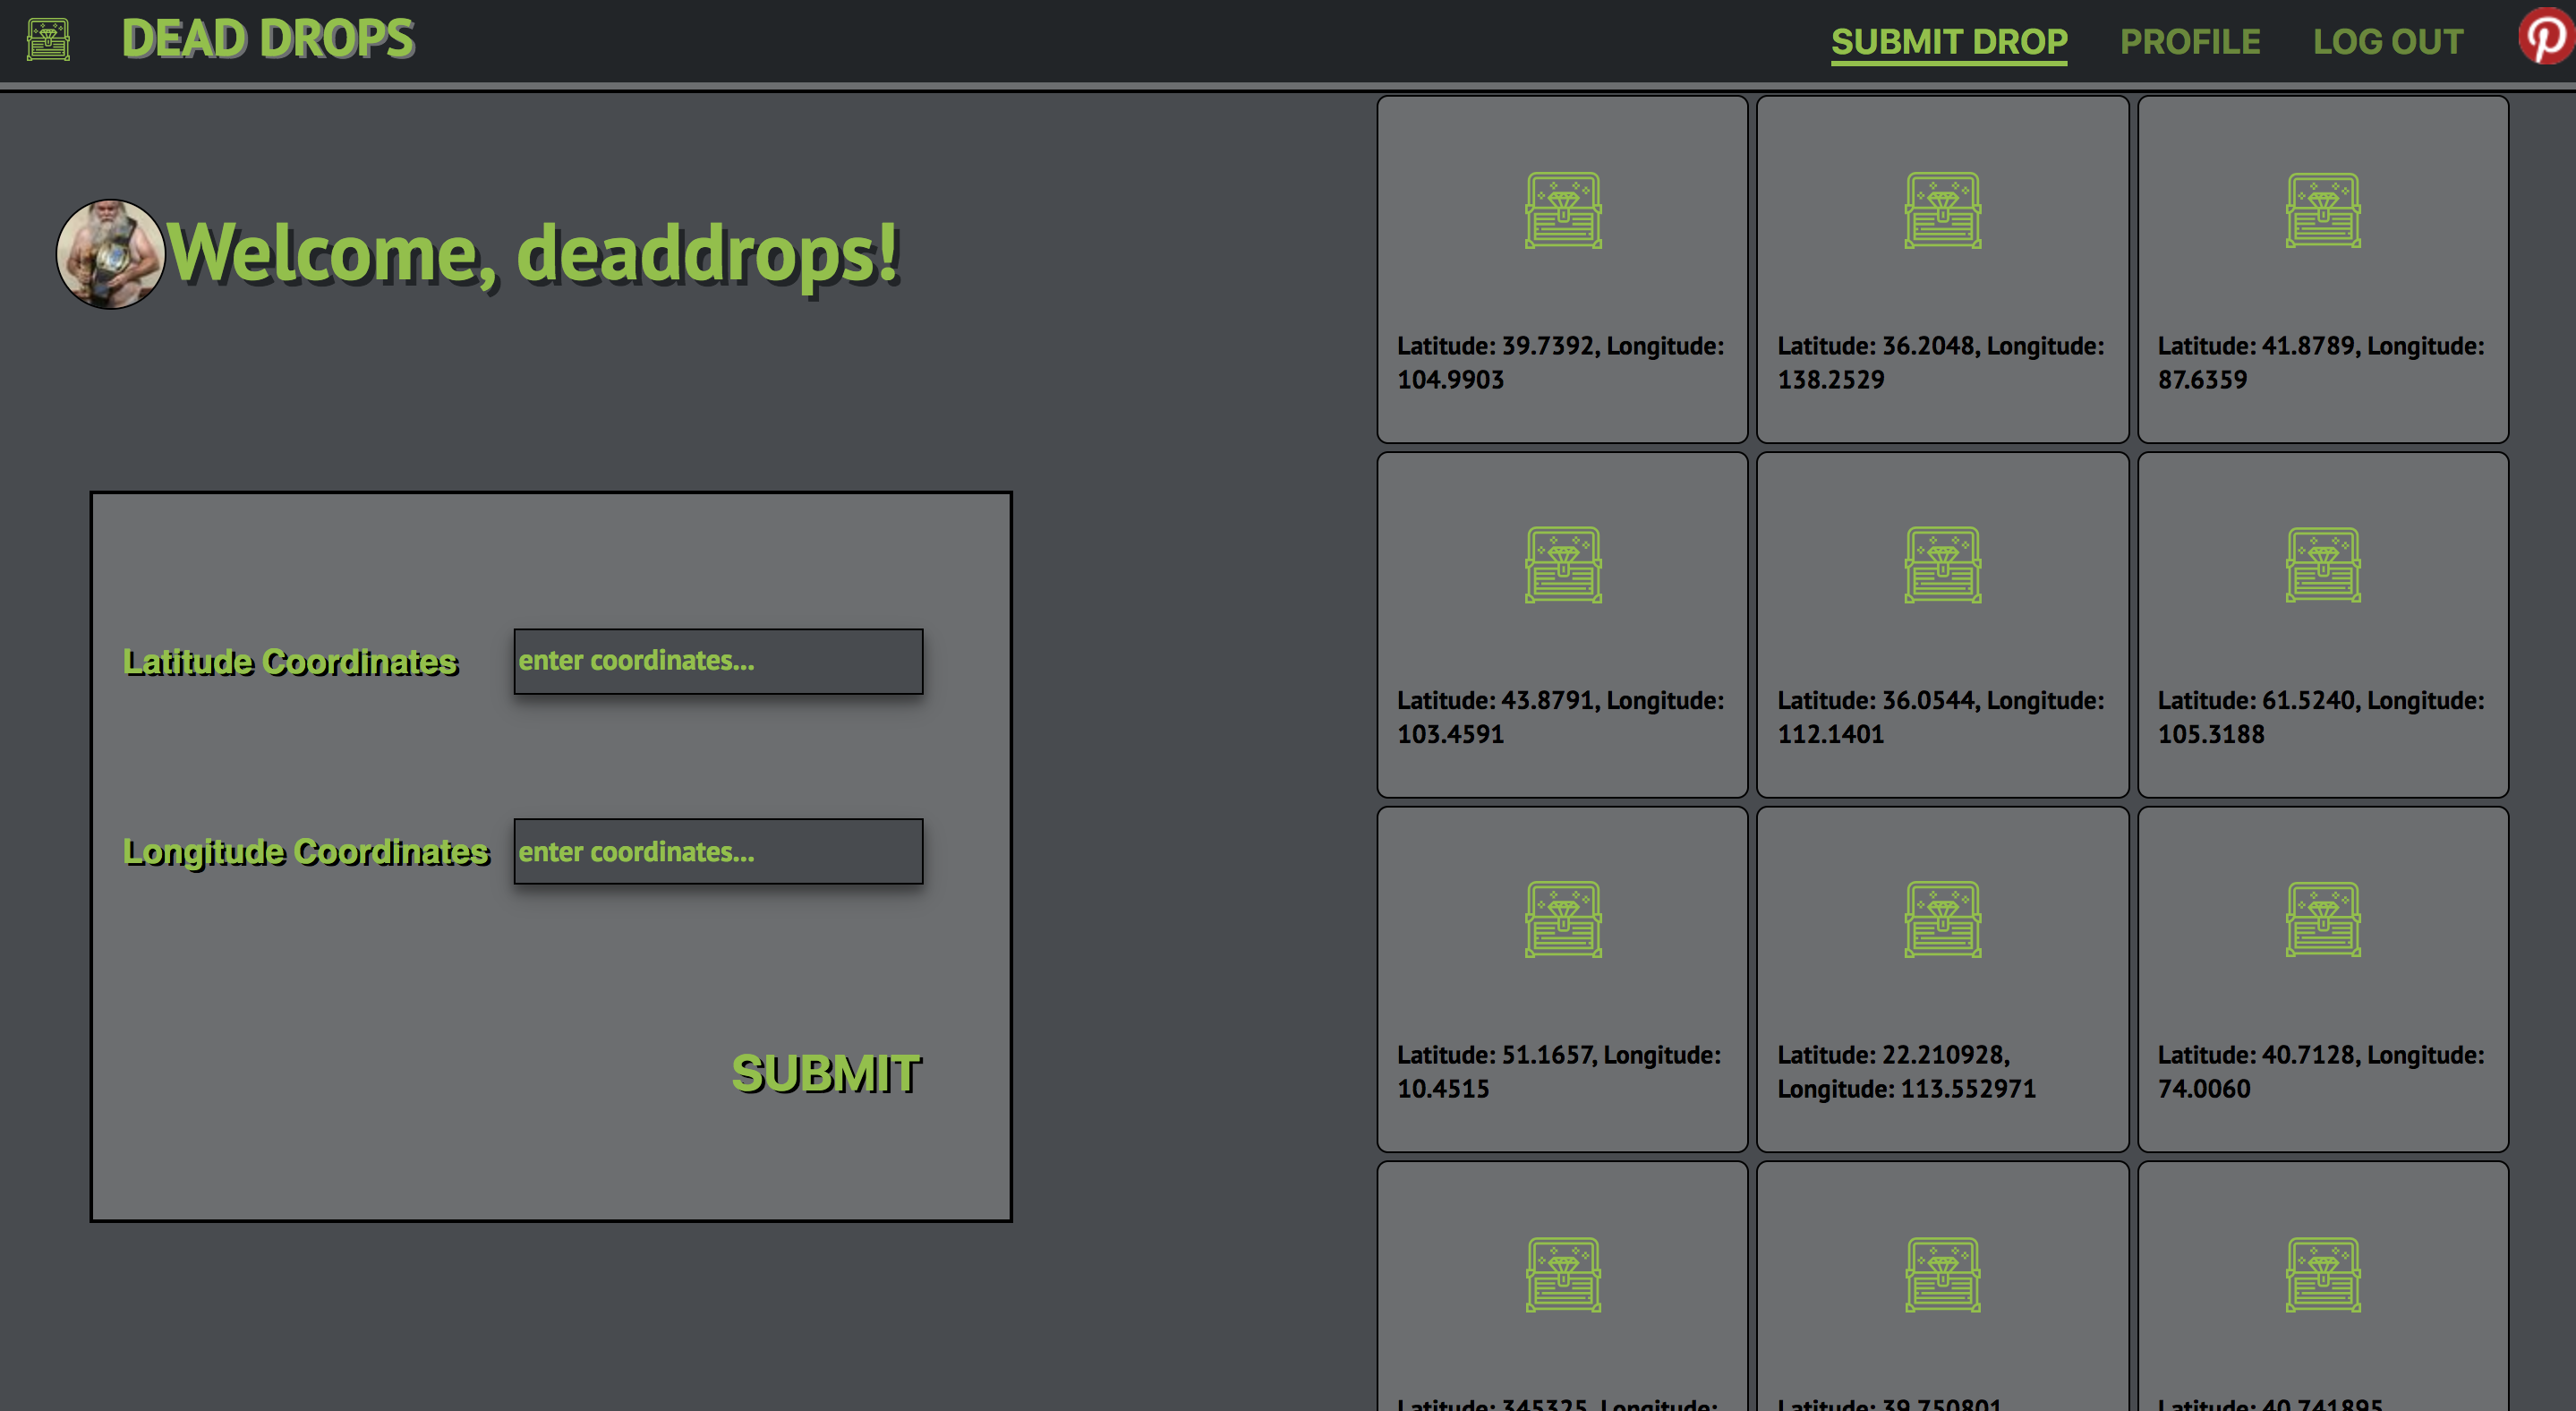 DEAD DROPS
SUBMIT DROP
PROFILE
LOG OUT
Welcome, deaddrops!
Latitude Coordinates
enter coordinates...
Longitude Coordinates
enter coordinates...
SUBMIT
Latitude: 39.7392, Longitude:
104.9903
Latitude: 36.2048, Longitude:
138.2529
Latitude: 41.8789, Longitude:
87.6359
Latitude: 43.8791, Longitude:
103.4591
Latitude: 36.0544, Longitude:
112.1401
Latitude: 61.5240, Longitude:
105.3188
Latitude: 51.1657, Longitude:
10.4515
Latitude: 22.210928,
Longitude: 113.552971
Latitude: 40.7128, Longitude:
74.0060
Latitude: 345325, Longitude:
Latitude: 39.750801
Latitude: 40.741895